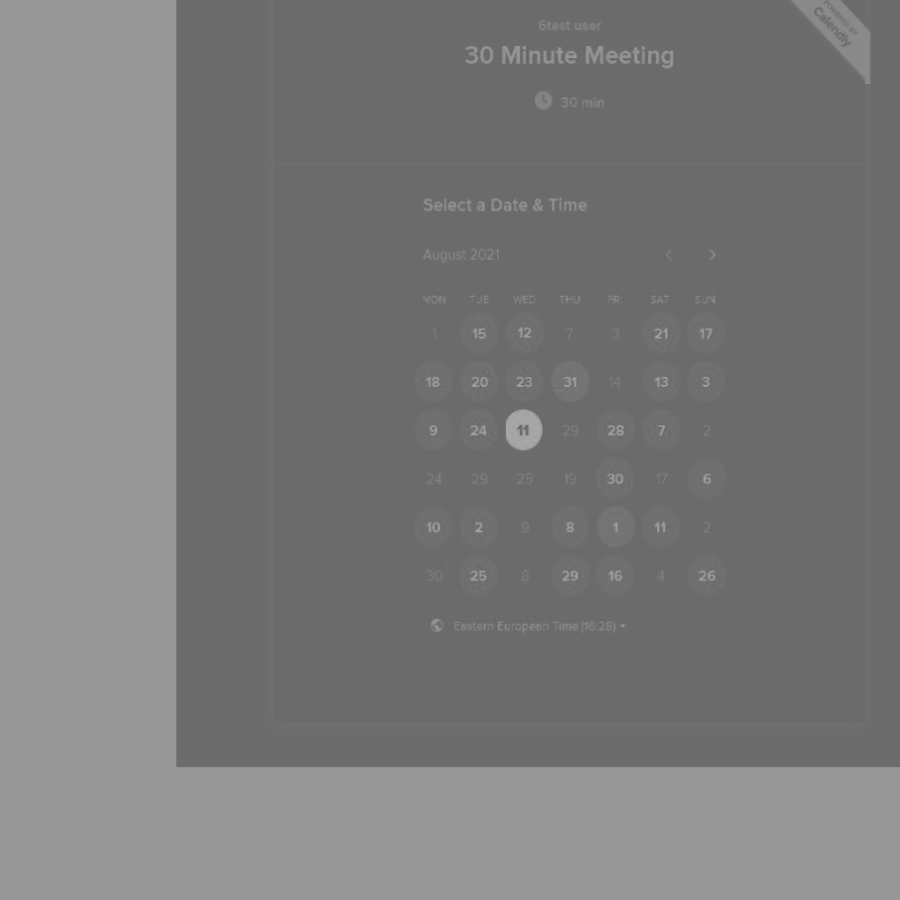 6test user
POWERED BY
Calendly
30 Minute Meeting
30 min
Select a Date & Time
August 2021
MON TUE WED THU FRI SAT SUN
1 15 12 7 3 21 17
18 20 23 31 14 13 3
9 24 11 29 28 7 2
24 29 25 19 30 17 6
10 2 9 8 1 11 2
30 25 8 29 16 4 26
Eastern European Time (16:28)